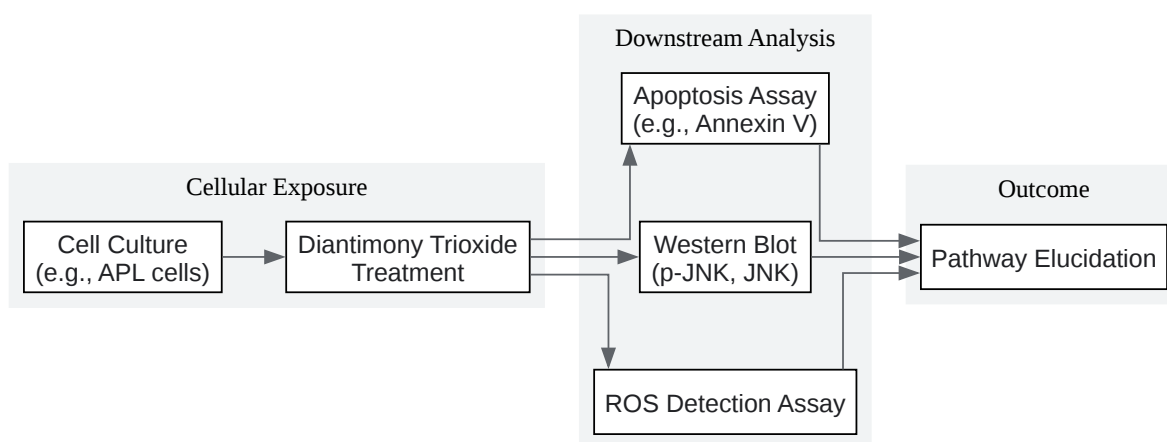 Cellular Exposure
Cell Culture
(e.g., APL cells)
Diantimony Trioxide
Treatment
Downstream Analysis
Apoptosis Assay
(e.g., Annexin V)
Western Blot
(p-JNK, JNK)
ROS Detection Assay
Outcome
Pathway Elucidation